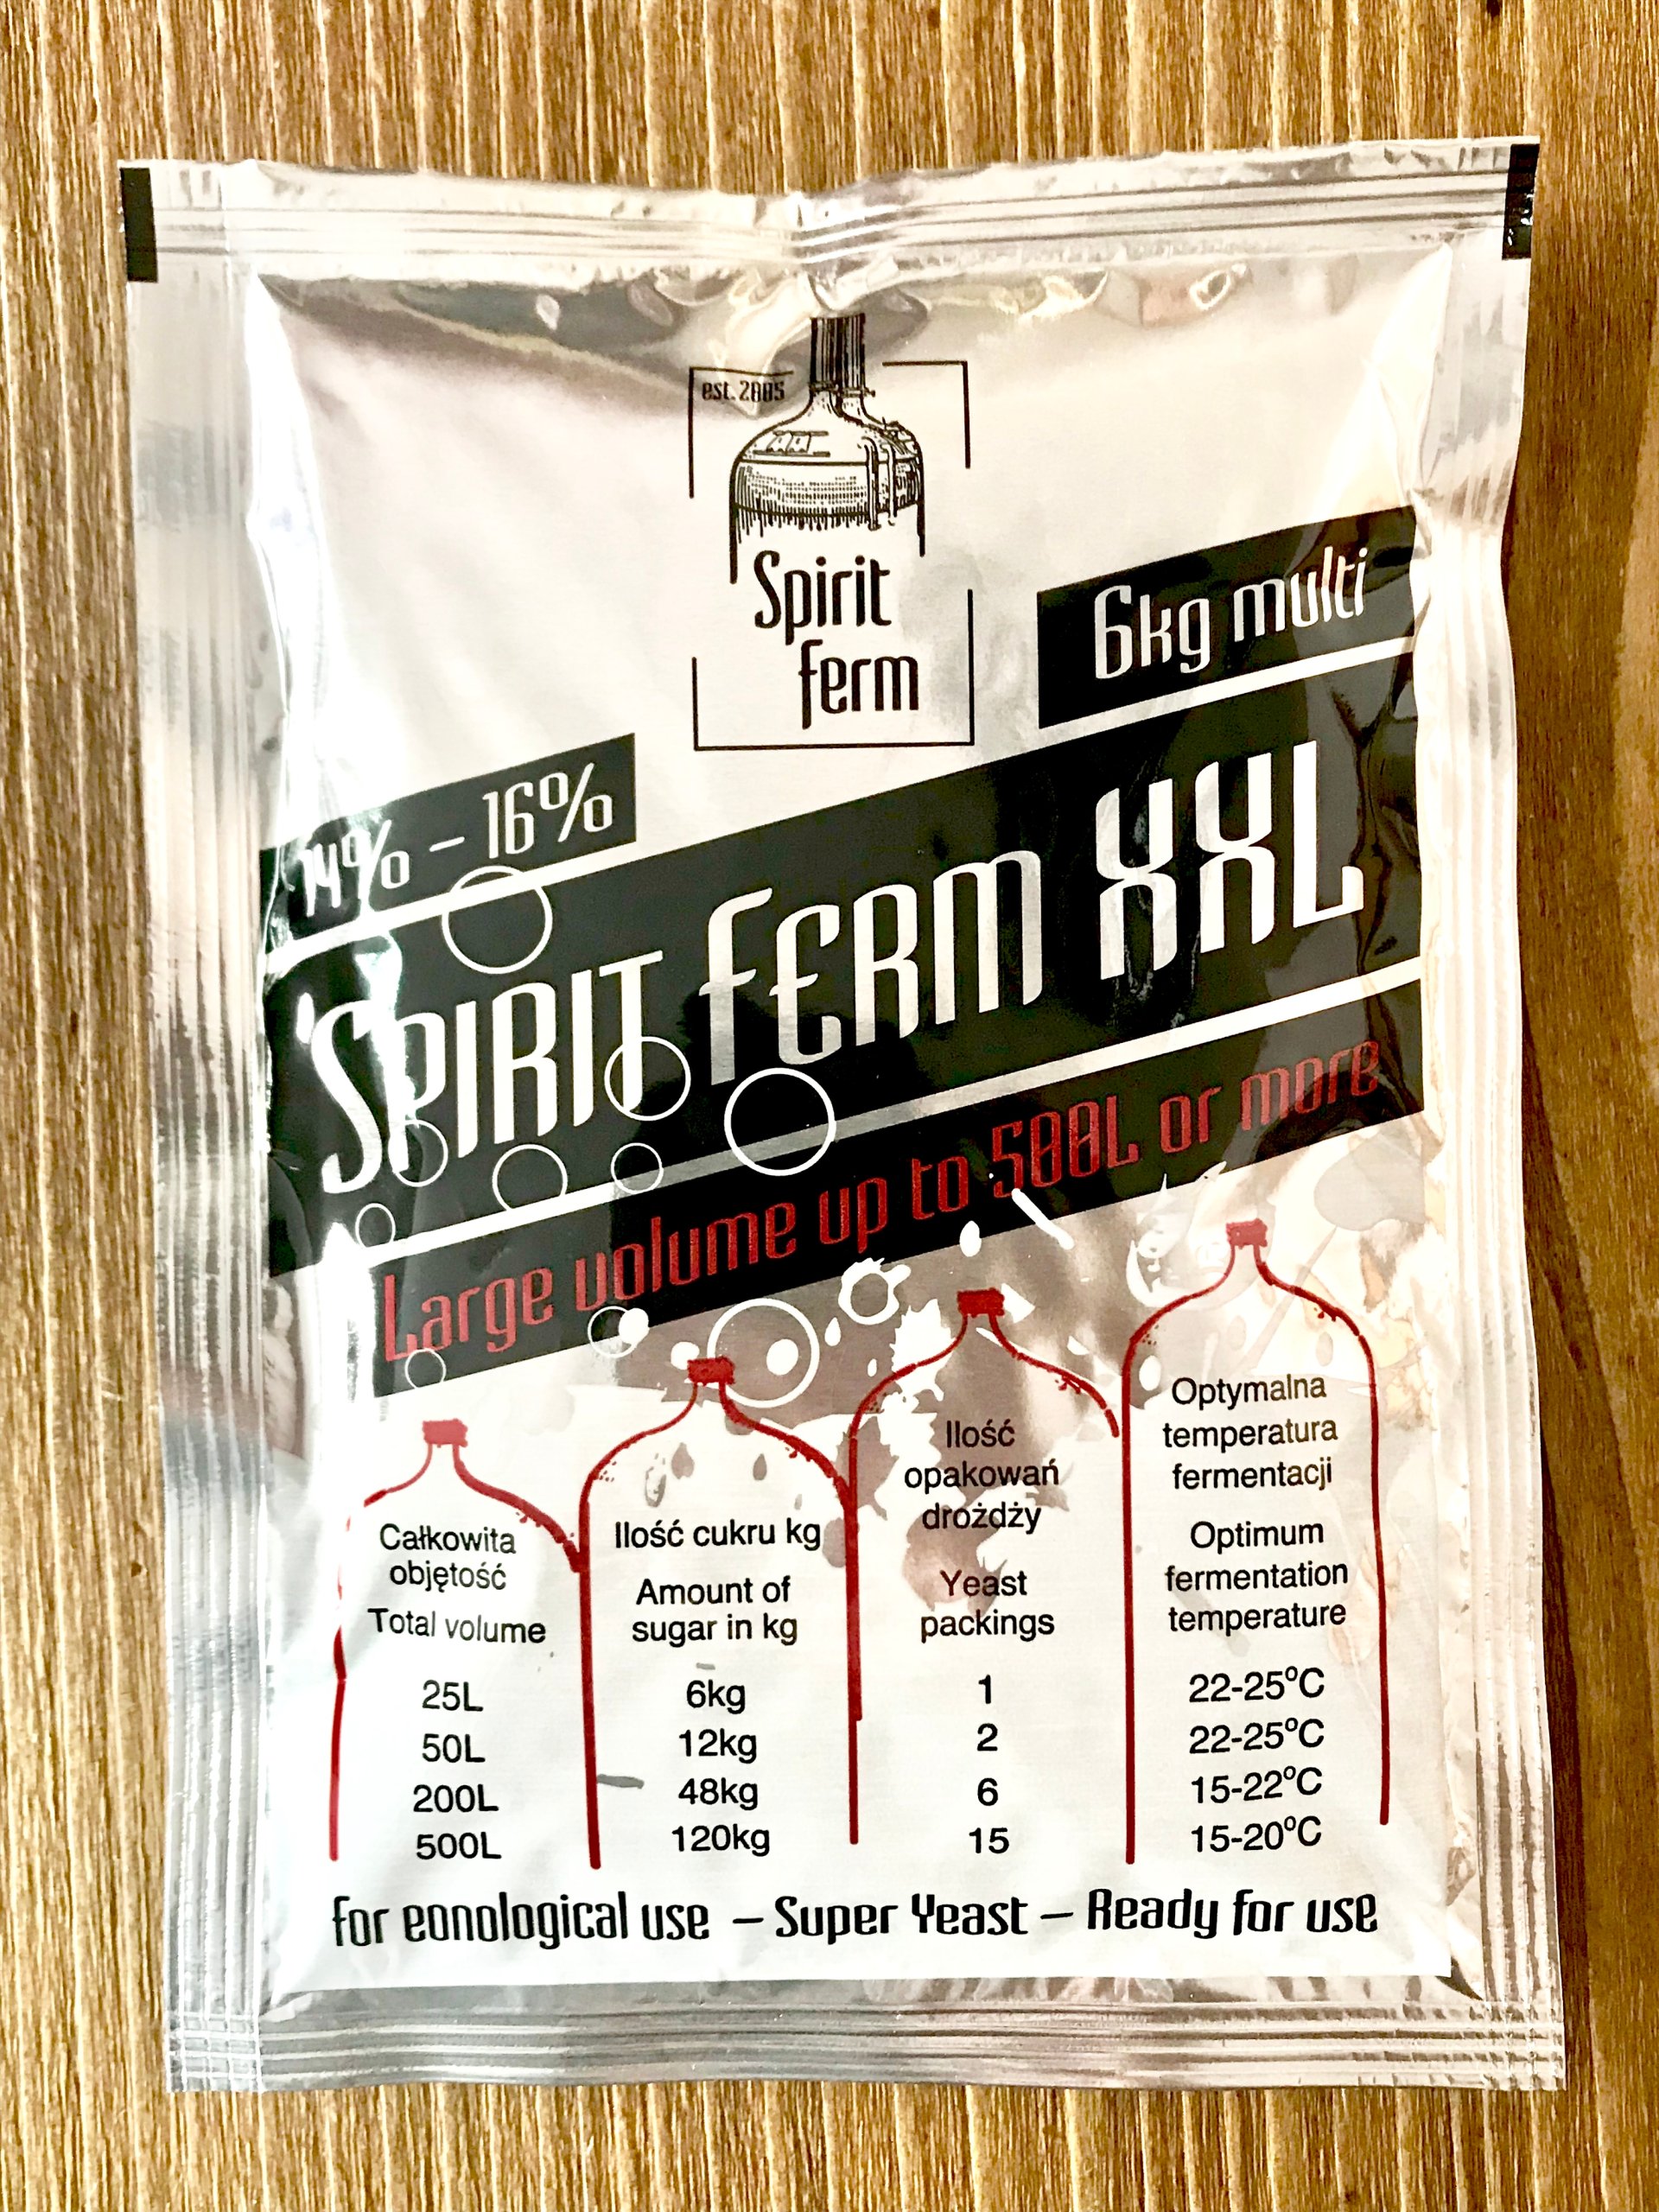 est. 2005
Spirit
ferm
6kg multi
14% – 16%
SPIRIT FERM XXL
Large volume up to 500L or more
Całkowita
objętość
Total volume
25L
50L
200L
500L
Ilość cukru kg
Amount of
sugar in kg
6kg
12kg
48kg
120kg
Ilość
opakowań
drożdży
Yeast
packings
1
2
6
15
Optymalna
temperatura
fermentacji
Optimum
fermentation
temperature
22-25°C
22-25°C
15-22°C
15-20°C
for eonological use – Super Yeast – Ready for use